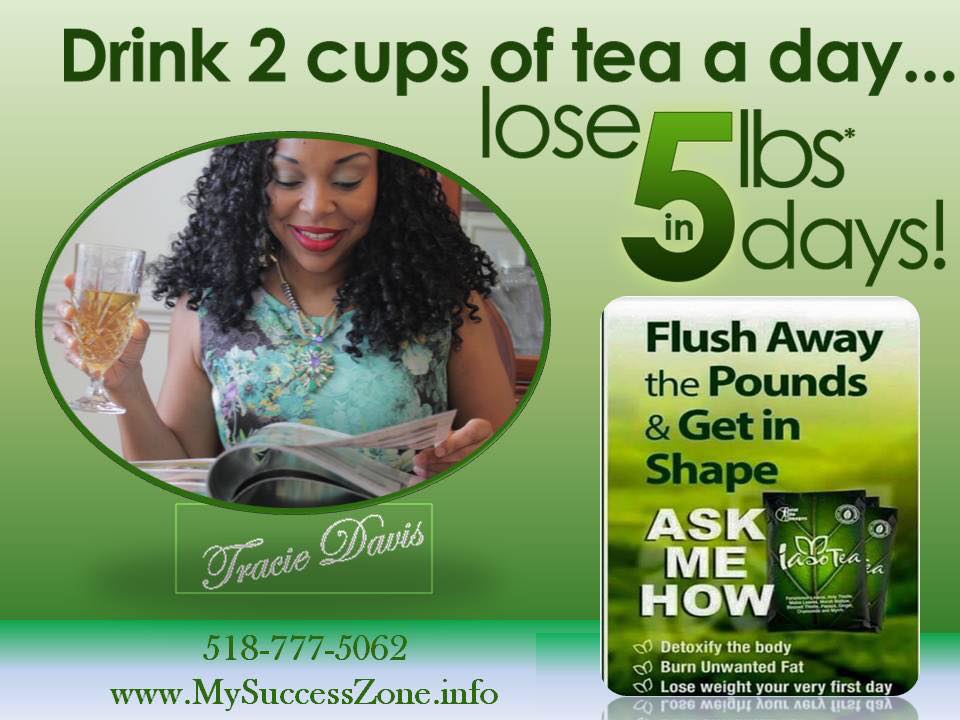 Drink 2 cups of tea a day...
lose 5 lbs*
in days!
Flush Away
the Pounds
& Get in
Shape
ASK
ME
HOW
iaso Tea
Detoxify the body
Burn Unwanted Fat
Lose weight your very first day
Tracie Davis
518-777-5062
www.MySuccessZone.info